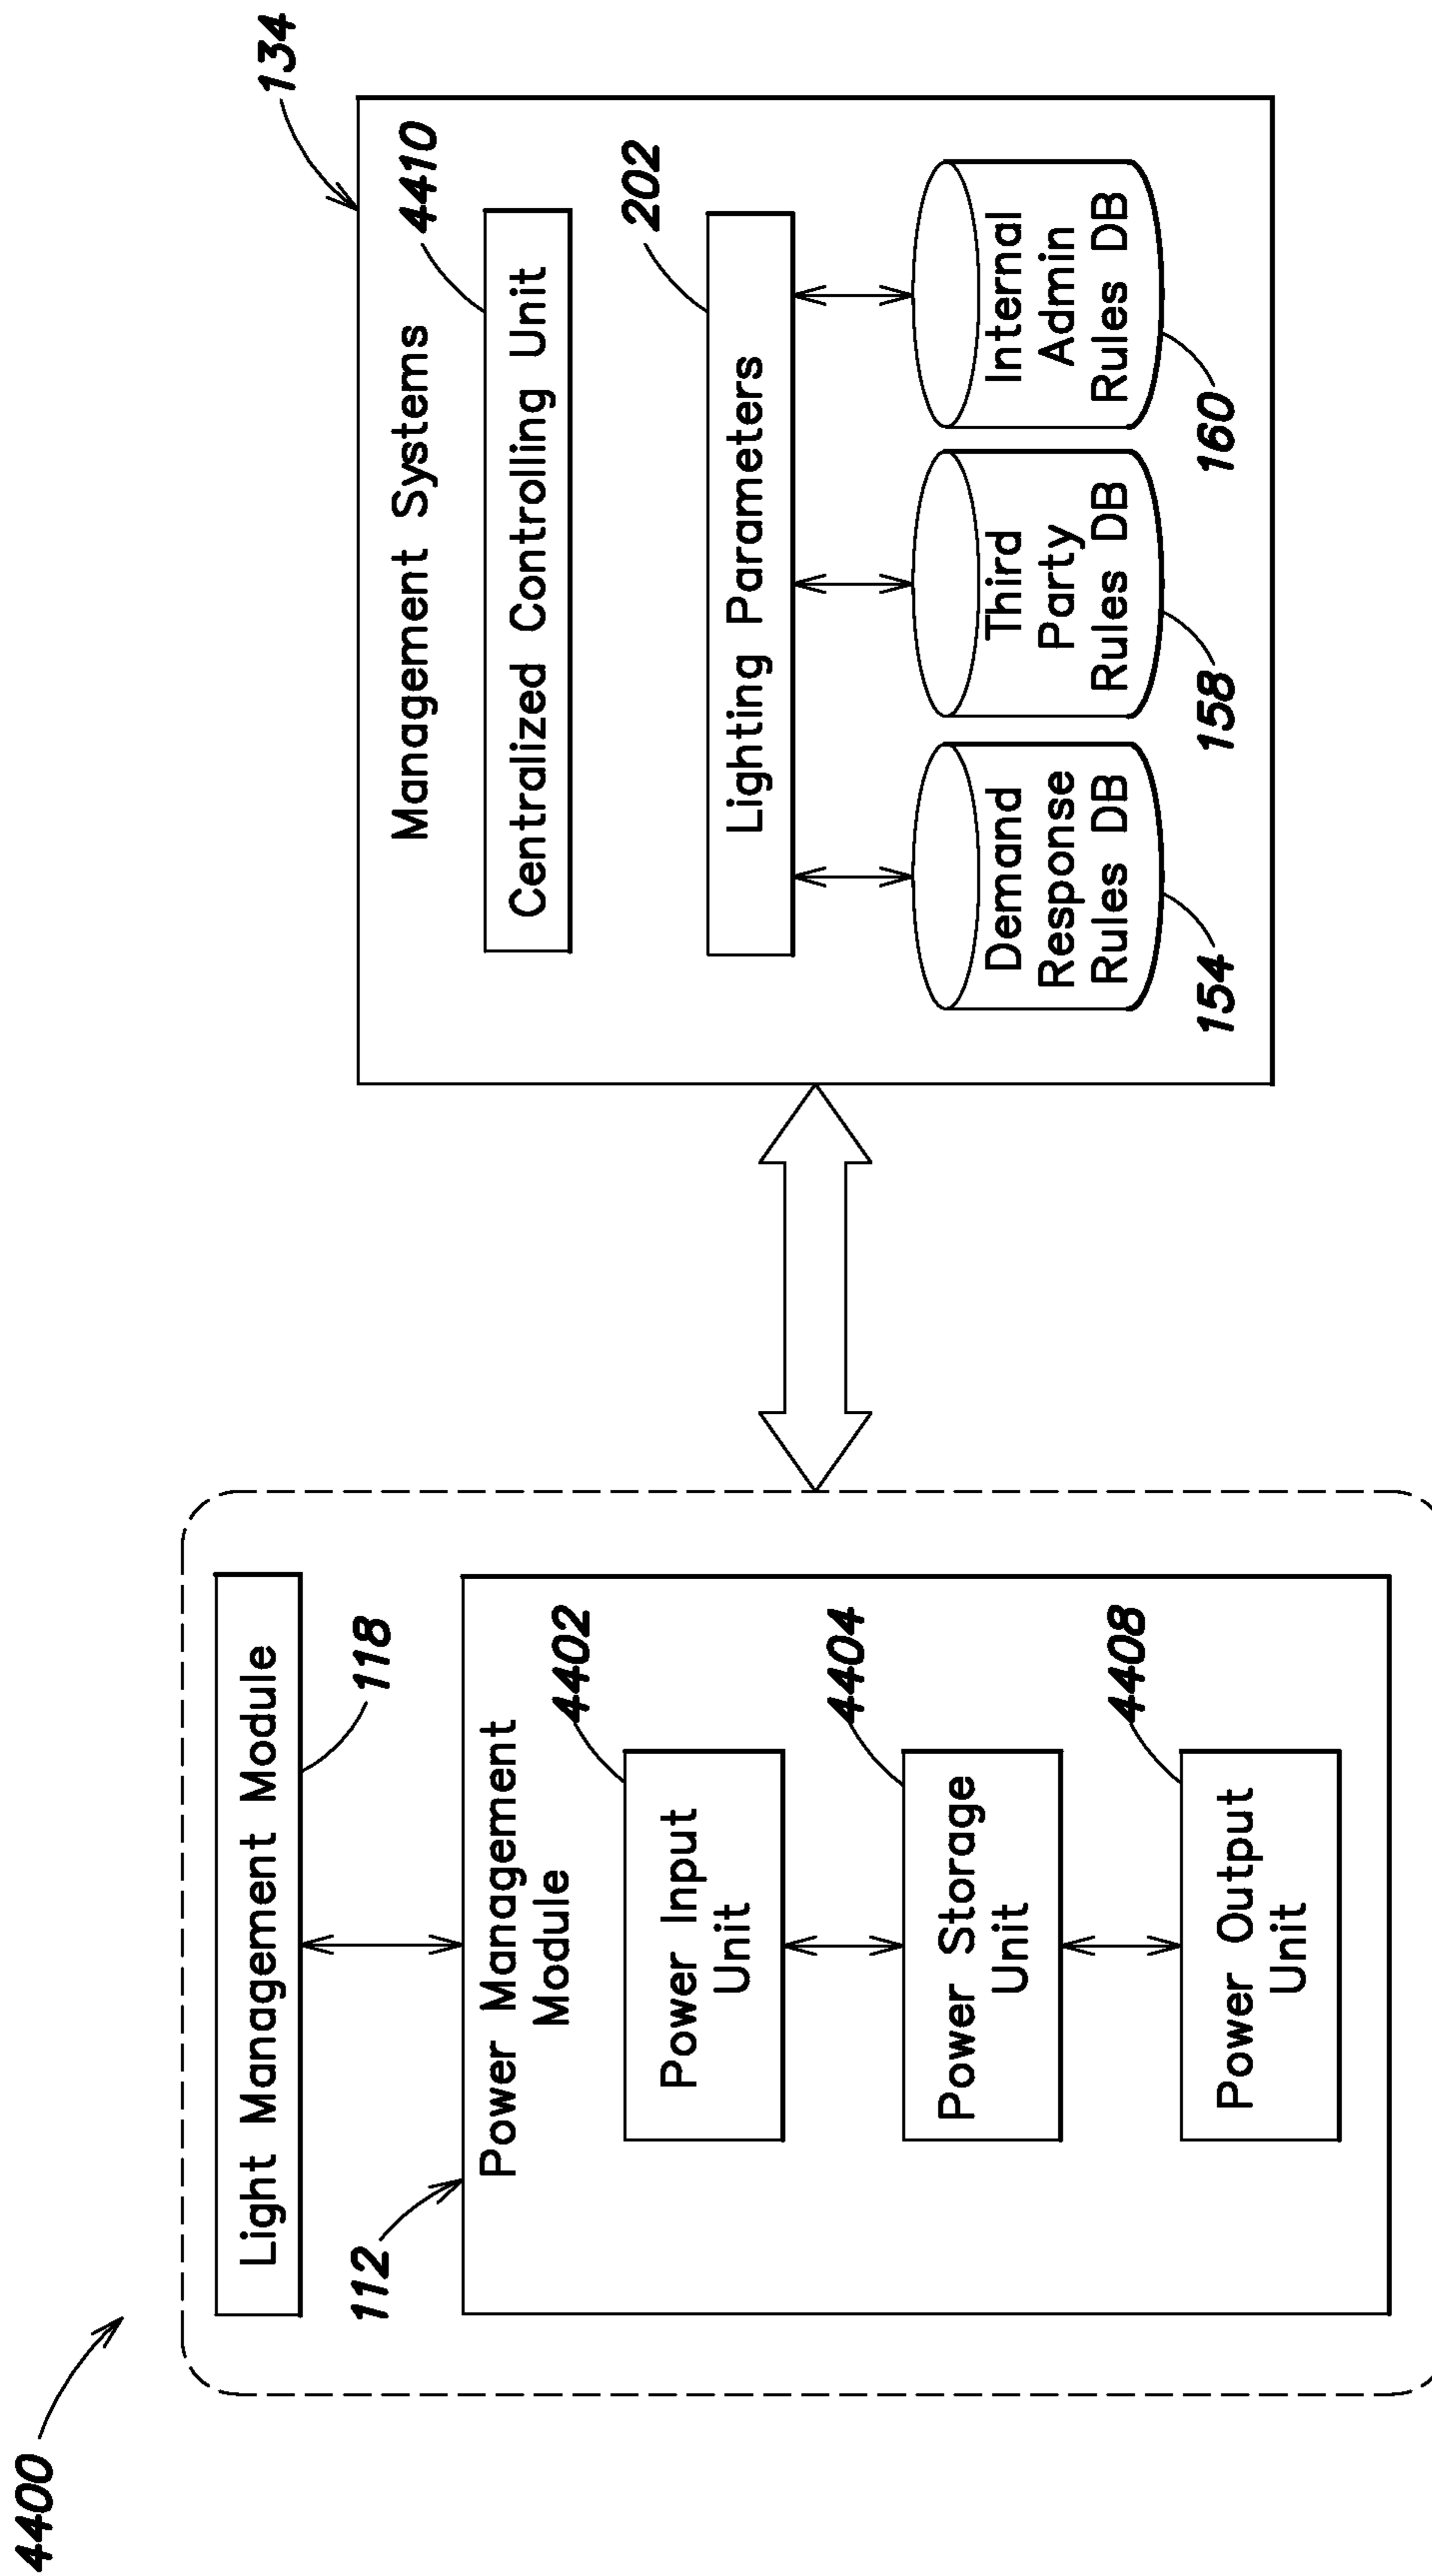 4400
Light Management Module
118
112
Power Management
Module
4402
Power Input
Unit
4404
Power Storage
Unit
4408
Power Output
Unit
134
Management Systems
4410
Centralized Controlling Unit
202
Lighting Parameters
Demand
Response
Rules DB
154
Third
Party
Rules DB
158
Internal
Admin
Rules DB
160